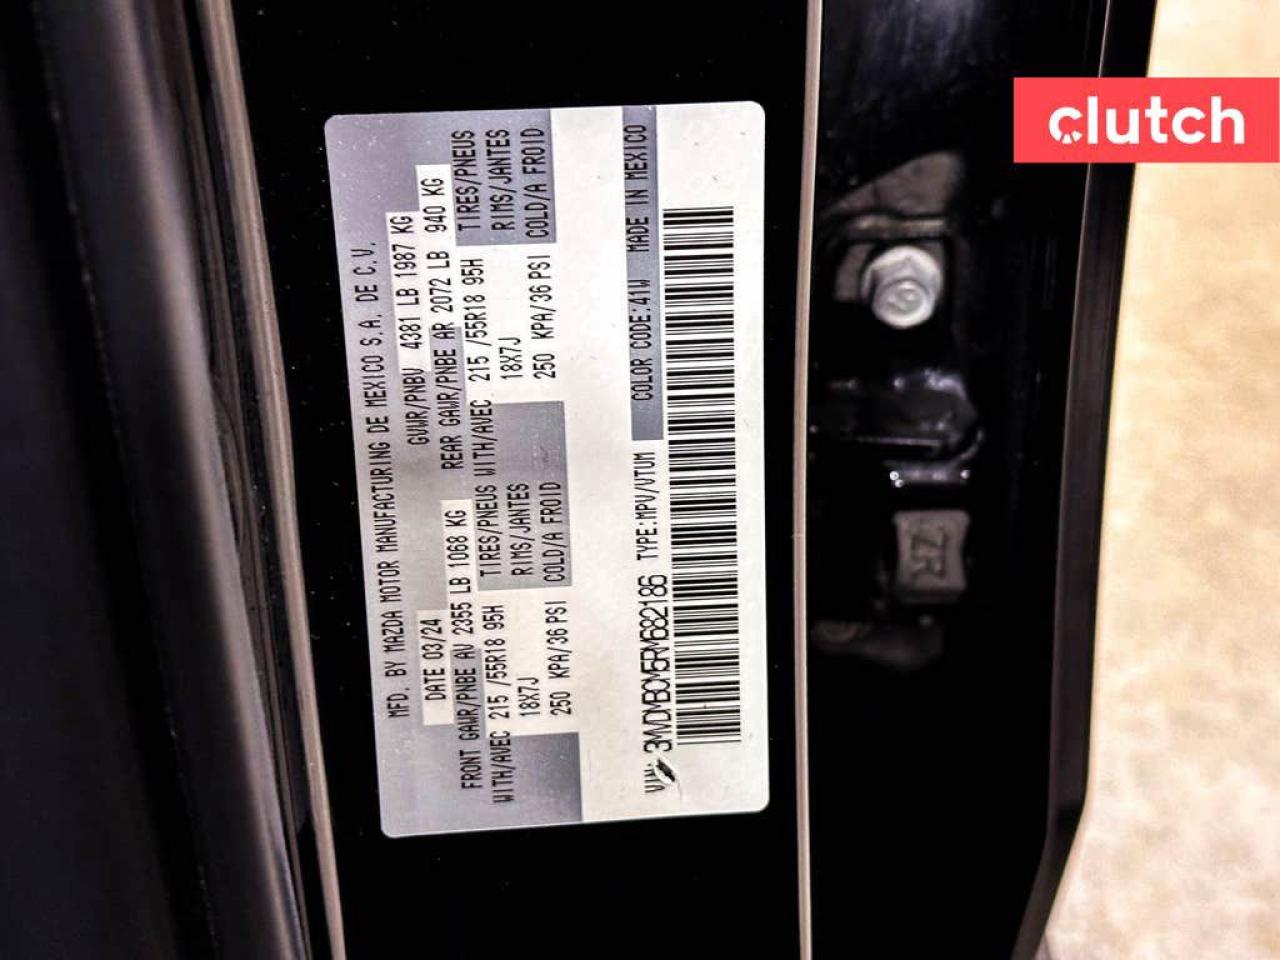 clutch
MFD. BY MAZDA MOTOR MANUFACTURING DE MEXICO S.A. DE C.V.
DATE 03/24 GVWR/PNBV 4381 LB 1987 KG
FRONT GAWR/PNBE AV 2355 LB 1068 KG REAR GAWR/PNBE AR 2072 LB 940 KG
WITH/AVEC 215 /55R18 95H TIRES/PNEUS WITH/AVEC 215 /55R18 95H TIRES/PNEUS
18X7J RIMS/JANTES 18X7J RIMS/JANTES
250 KPA/36 PSI COLD/A FROID 250 KPA/36 PSI COLD/A FROID
COLOR CODE:41W MADE IN MEXICO
VIN: 3MVDMBCM5RM682186 TYPE:MPV/VTUM
ZR